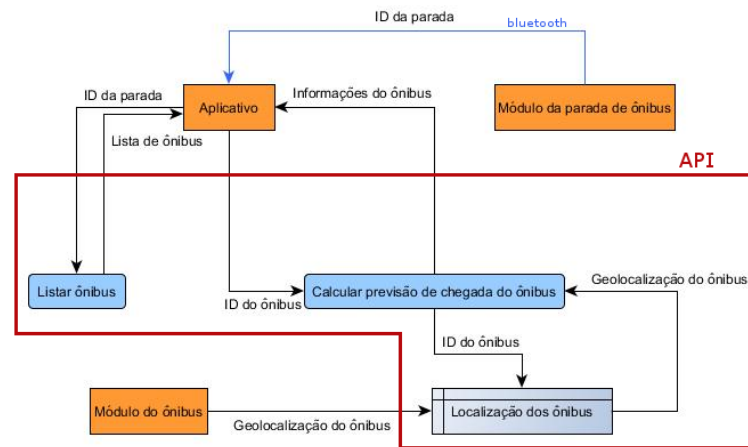 ID da parada
bluetooth
ID da parada
Aplicativo
Informações do ônibus
Módulo da parada de ônibus
Lista de ônibus
API
Listar ônibus
ID do ônibus
Calcular previsão de chegada do ônibus
Geolocalização do ônibus
ID do ônibus
Módulo do ônibus
Geolocalização do ônibus
Localização dos ônibus